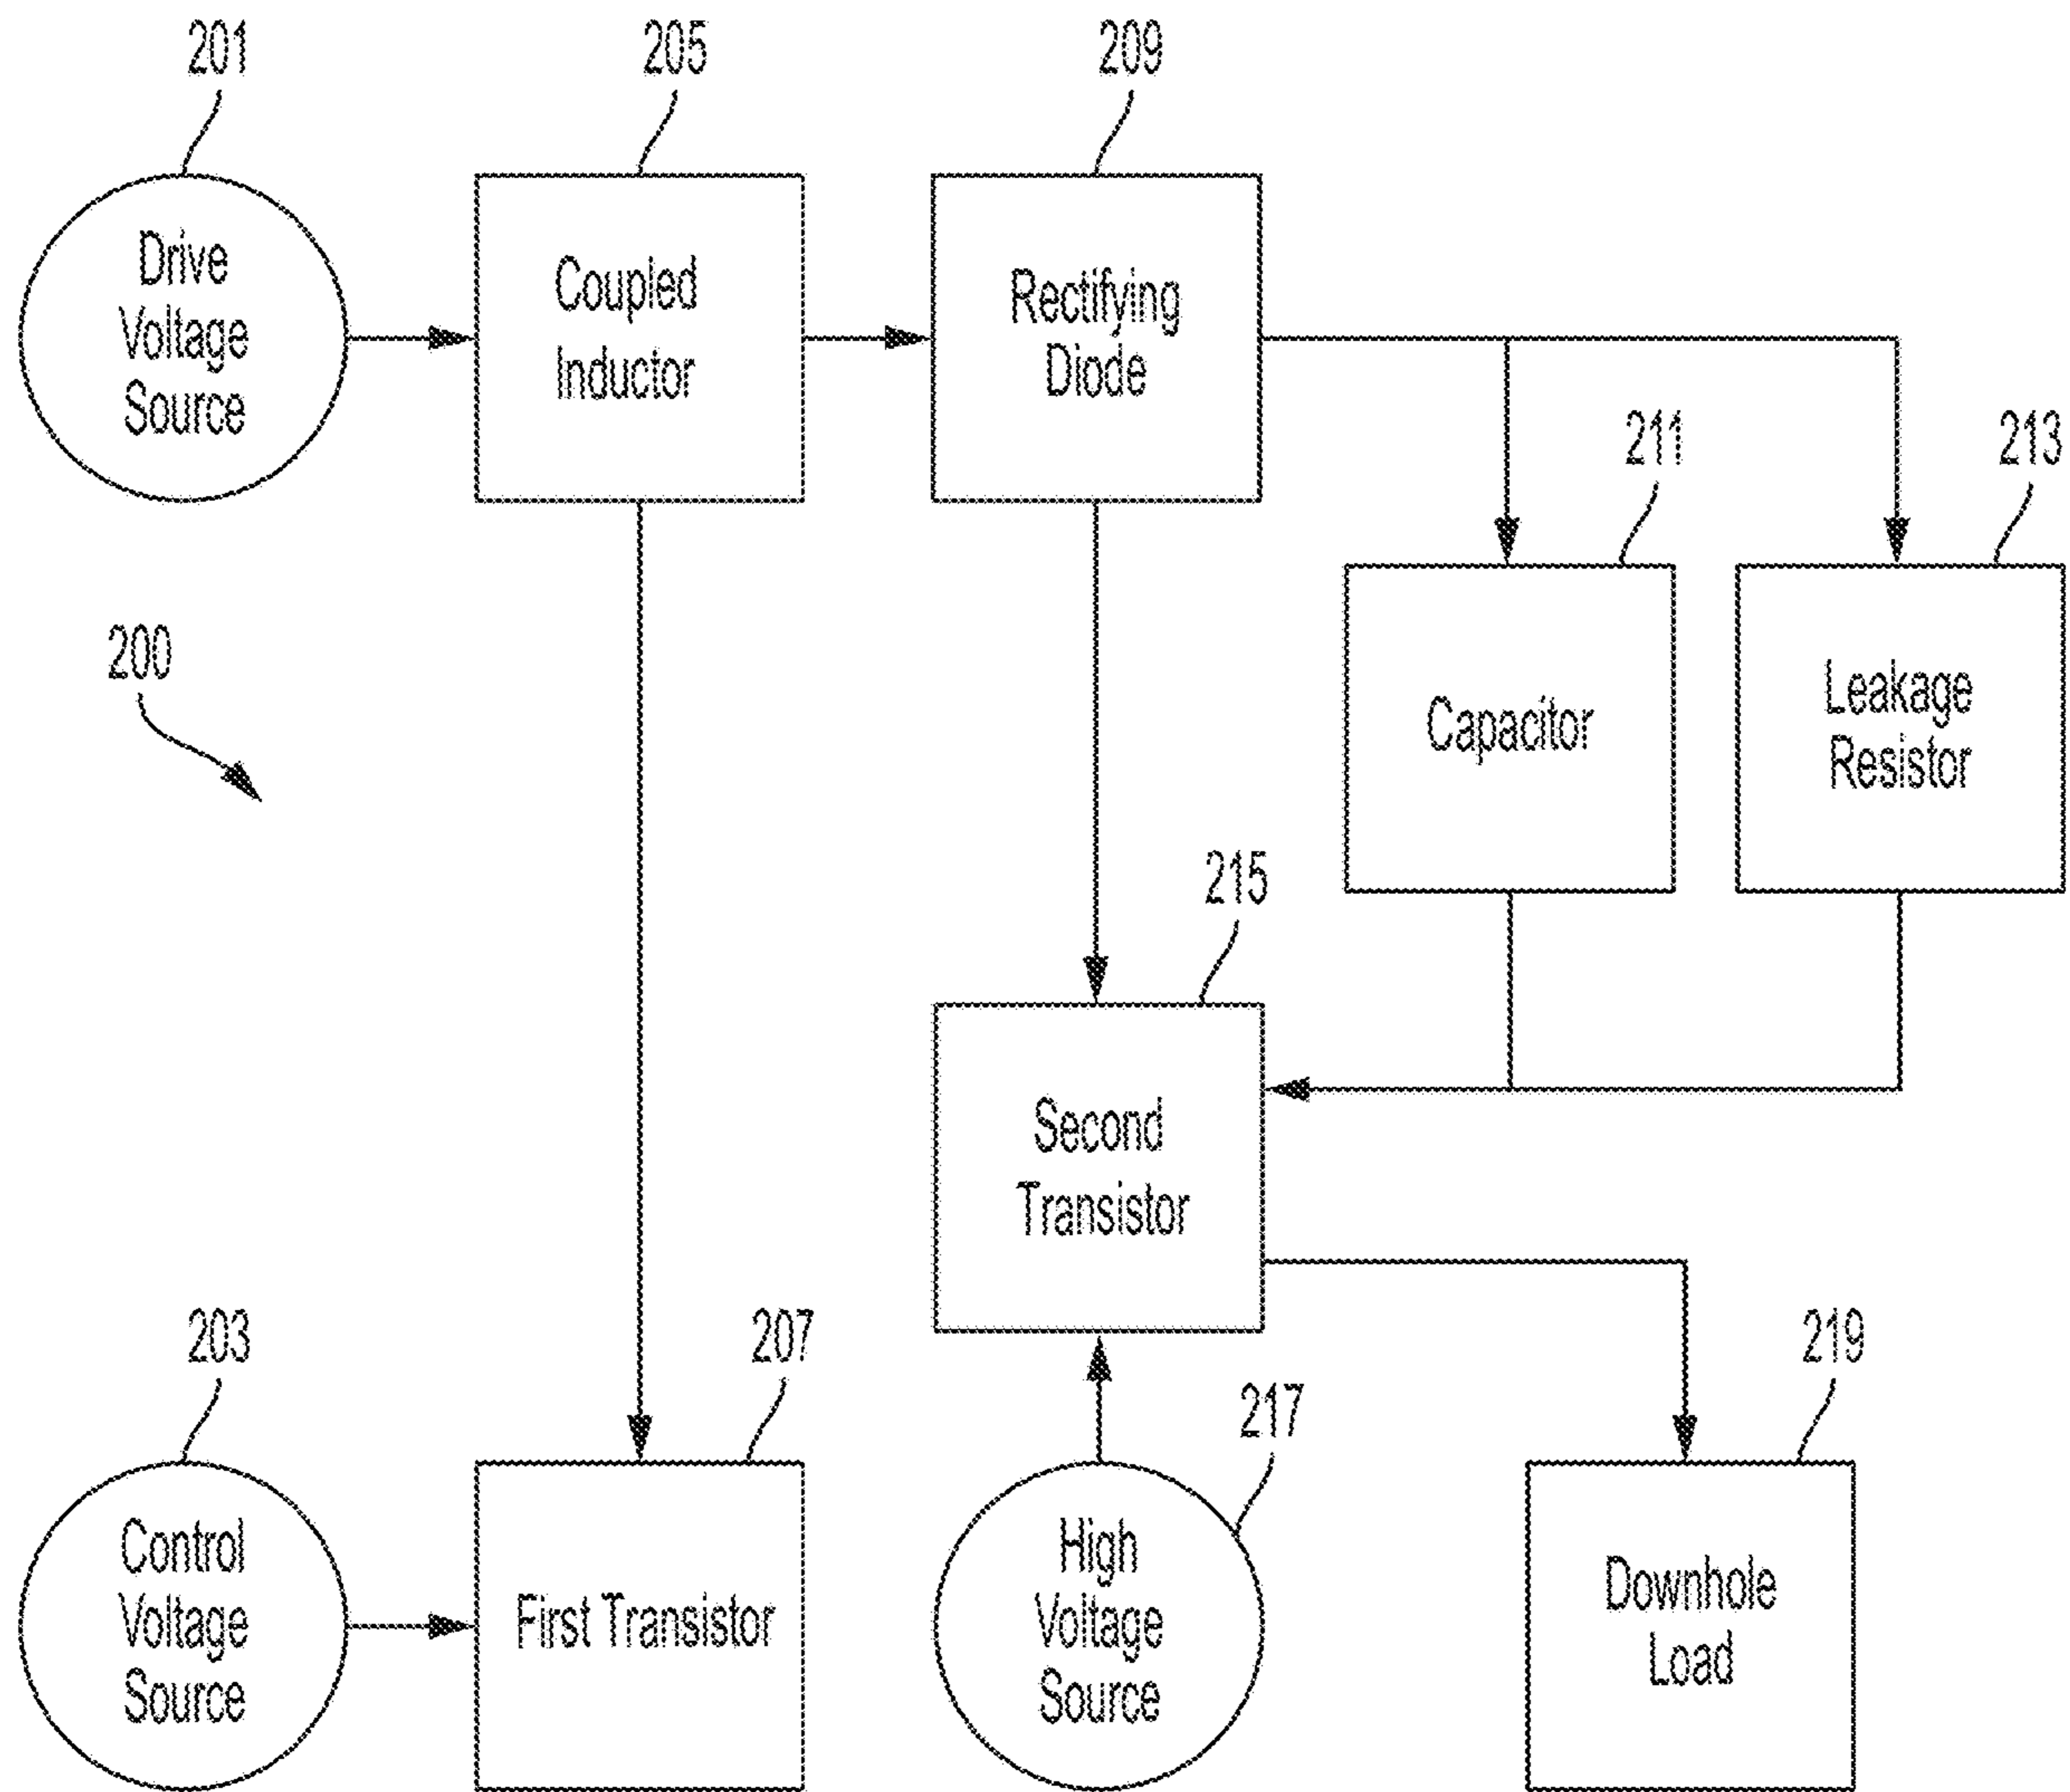 201
205
209
Drive
Voltage
Source
Coupled
Inductor
Rectifying
Diode
211
213
200
Capacitor
Leakage
Resistor
215
Second
Transistor
203
207
217
219
Control
Voltage
Source
First Transistor
High
Voltage
Source
Downhole
Load